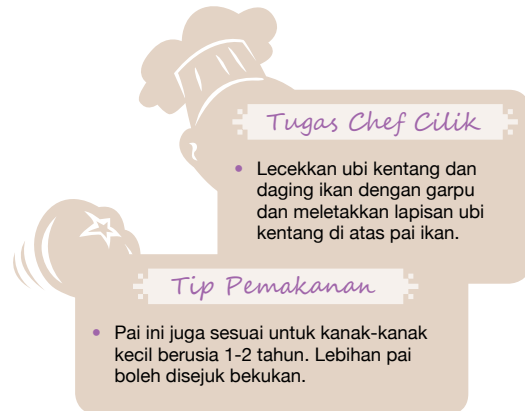 Tugas Chef Cilik
• Lecekkan ubi kentang dan
daging ikan dengan garpu
dan meletakkan lapisan ubi
kentang di atas pai ikan.
Tip Pemakanan
• Pai ini juga sesuai untuk kanak-kanak
kecil berusia 1-2 tahun. Lebihan pai
boleh disejuk bekukan.